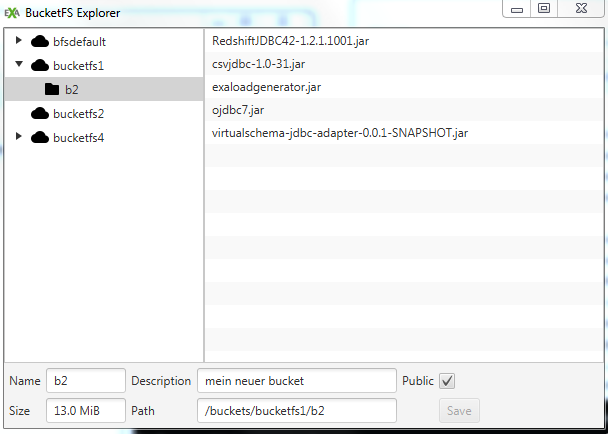 EXA BucketFS Explorer
bfsdefault
bucketfs1
b2
bucketfs2
bucketfs4
RedshiftJDBC42-1.2.1.1001.jar
csvjdbc-1.0-31.jar
exaloadgenerator.jar
ojdbc7.jar
virtualschema-jdbc-adapter-0.0.1-SNAPSHOT.jar
Name b2 Description mein neuer bucket Public
Size 13.0 MiB Path /buckets/bucketfs1/b2 Save